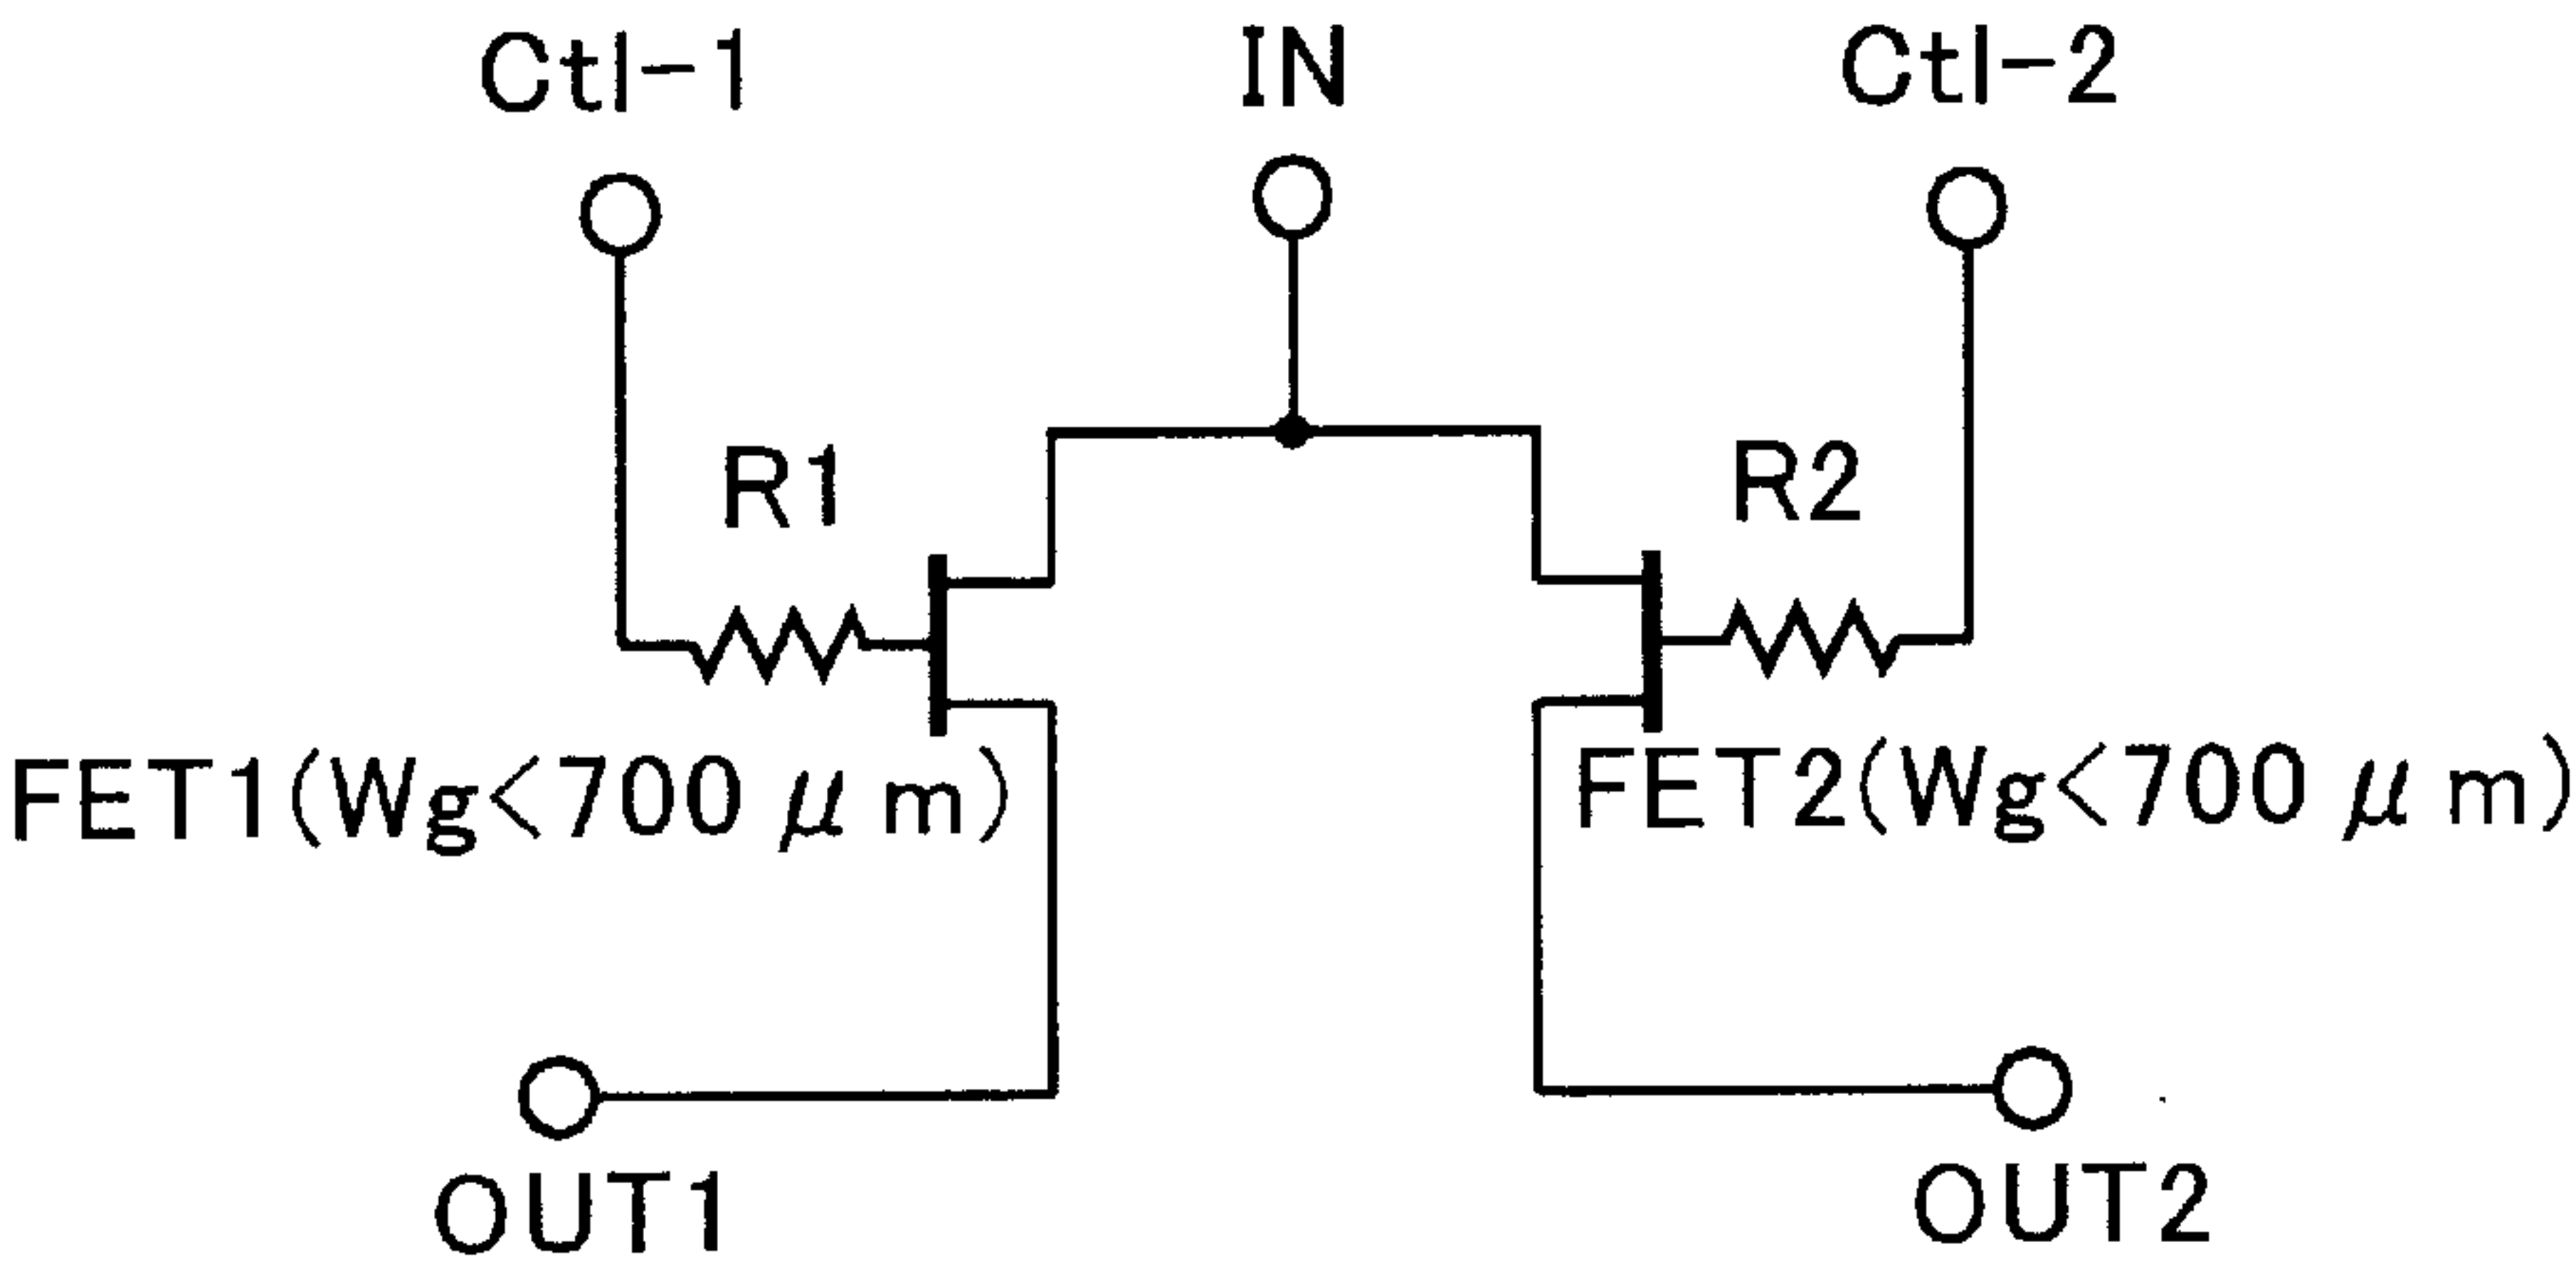 Ctl-1
IN
Ctl-2
R1
R2
FET1(Wg<700μm)
FET2(Wg<700μm)
OUT1
OUT2